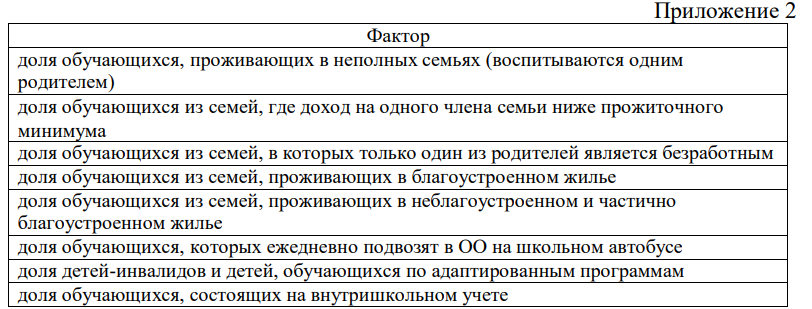 Приложение 2
Фактор
доля обучающихся, проживающих в неполных семьях (воспитываются одним
родителем)
доля обучающихся из семей, где доход на одного члена семьи ниже прожиточного
минимума
доля обучающихся из семей, в которых только один из родителей является безработным
доля обучающихся из семей, проживающих в благоустроенном жилье
доля обучающихся из семей, проживающих в неблагоустроенном и частично
благоустроенном жилье
доля обучающихся, которых ежедневно подвозят в ОО на школьном автобусе
доля детей-инвалидов и детей, обучающихся по адаптированным программам
доля обучающихся, состоящих на внутришкольном учете